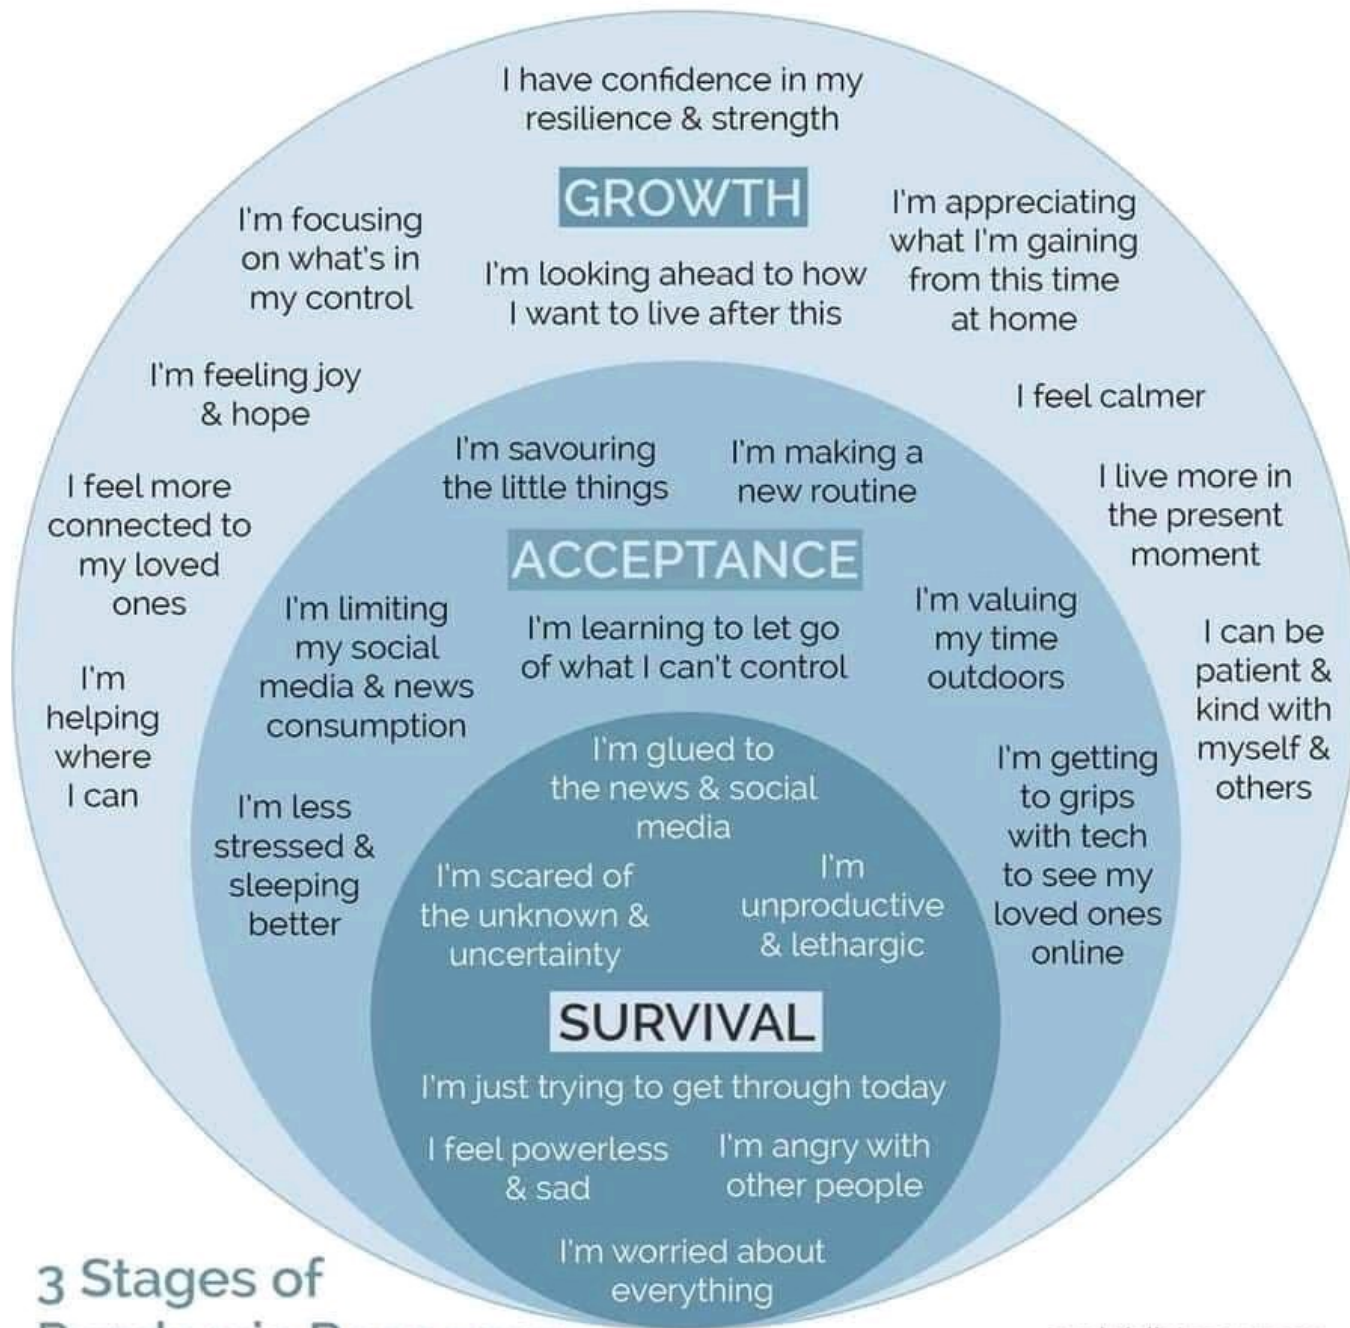 I have confidence in my
resilience & strength
GROWTH
I'm focusing
on what's in
my control
I'm looking ahead to how
I want to live after this
I'm appreciating
what I'm gaining
from this time
at home
I'm feeling joy
& hope
I feel calmer
I feel more
connected to
my loved
ones
I live more in
the present
moment
I'm
helping
where
I can
I can be
patient &
kind with
myself &
others
I'm savouring
the little things
I'm making a
new routine
ACCEPTANCE
I'm limiting
my social
media & news
consumption
I'm learning to let go
of what I can't control
I'm valuing
my time
outdoors
I'm less
stressed &
sleeping
better
I'm getting
to grips
with tech
to see my
loved ones
online
I'm glued to
the news & social
media
I'm scared of
the unknown &
uncertainty
I'm
unproductive
& lethargic
SURVIVAL
I'm just trying to get through today
I feel powerless
& sad
I'm angry with
other people
I'm worried about
everything
3 Stages of